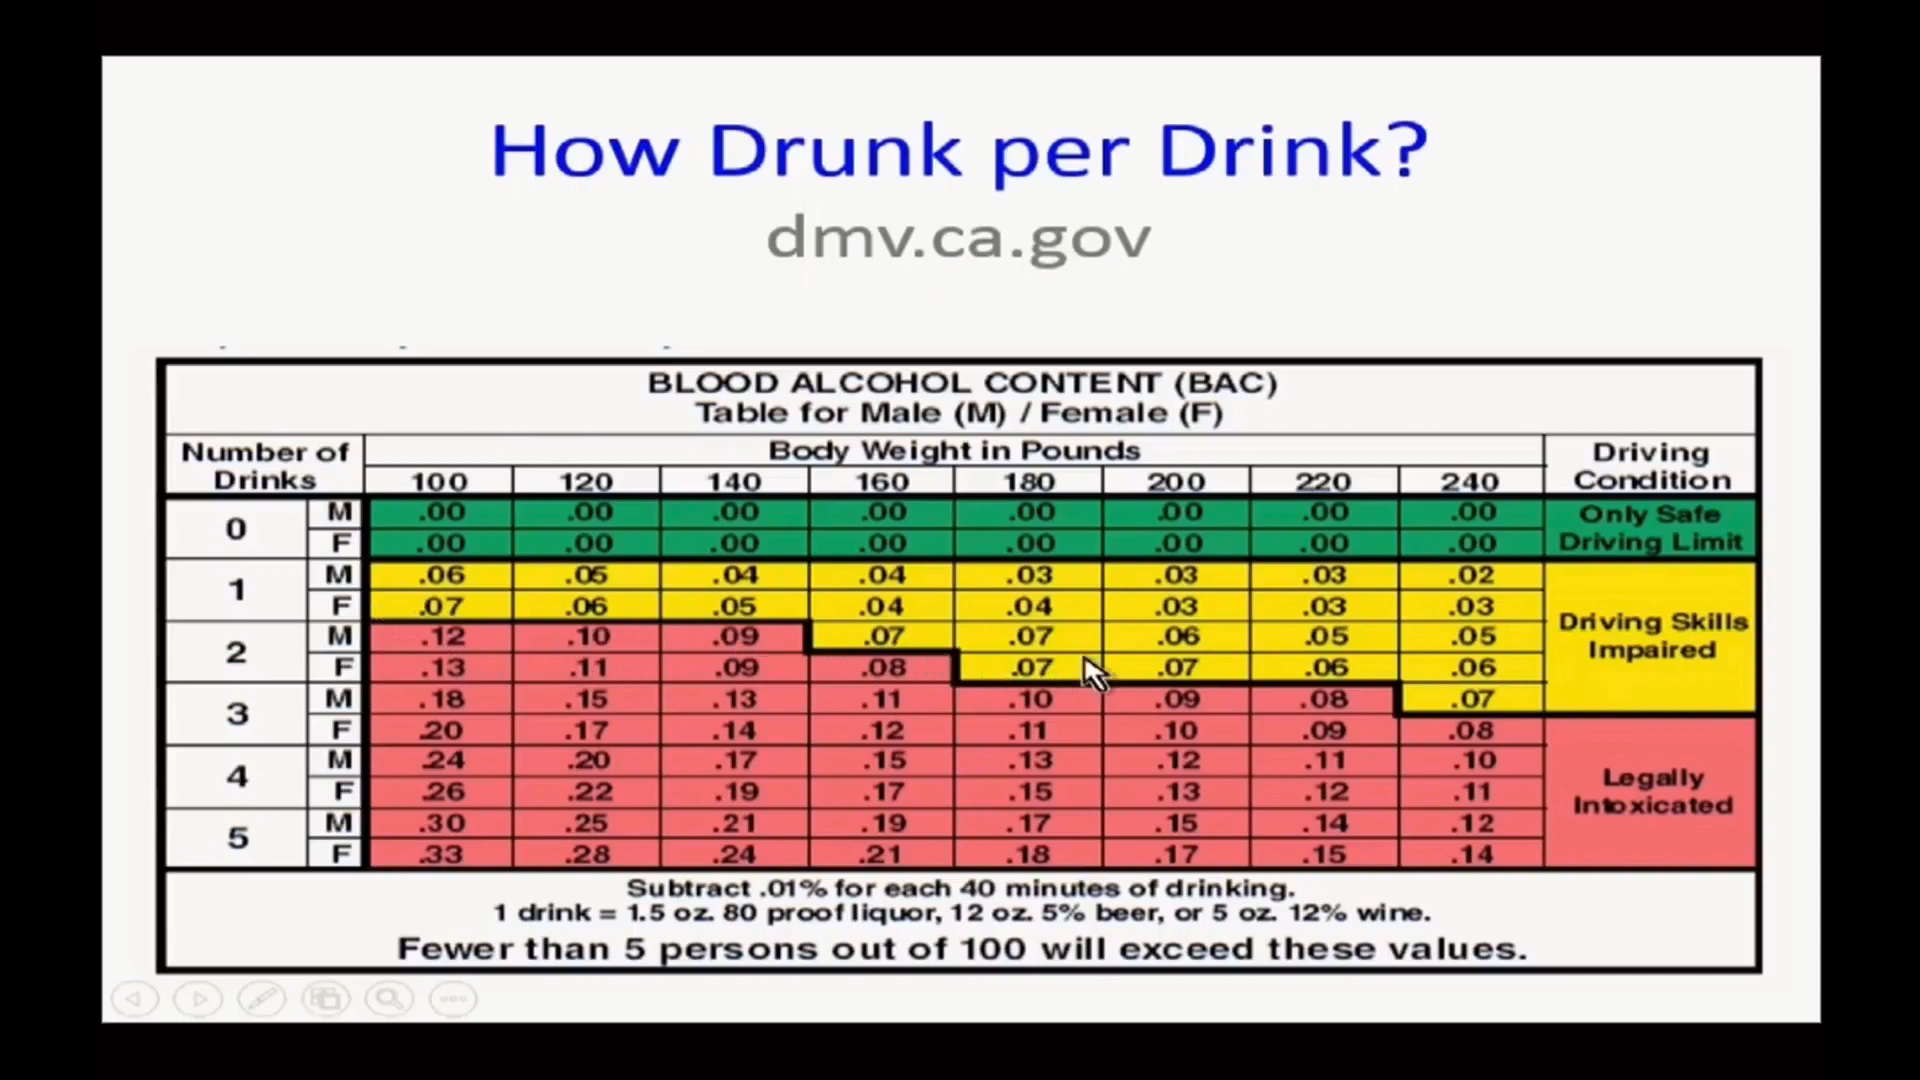 How Drunk per Drink?
dmv.ca.gov
BLOOD ALCOHOL CONTENT (BAC)
Table for Male (M) / Female (F)
Number of Drinks Body Weight in Pounds Driving Condition
100 120 140 160 180 200 220 240
0 M .00 .00 .00 .00 .00 .00 .00 .00 Only Safe
F .00 .00 .00 .00 .00 .00 .00 .00 Driving Limit
1 M .06 .05 .04 .04 .03 .03 .03 .02
F .07 .06 .05 .04 .04 .03 .03 .03 Driving Skills
2 M .12 .10 .09 .07 .07 .06 .05 .05 Impaired
F .13 .11 .09 .08 .07 .07 .06 .06
3 M .18 .15 .13 .11 .10 .09 .08 .07
F .20 .17 .14 .12 .11 .10 .09 .08
4 M .24 .20 .17 .15 .13 .12 .11 .10 Legally
F .26 .22 .19 .17 .15 .13 .12 .11 Intoxicated
5 M .30 .25 .21 .19 .17 .15 .14 .12
F .33 .28 .24 .21 .18 .17 .15 .14
Subtract .01% for each 40 minutes of drinking.
1 drink = 1.5 oz. 80 proof liquor, 12 oz. 5% beer, or 5 oz. 12% wine.
Fewer than 5 persons out of 100 will exceed these values.